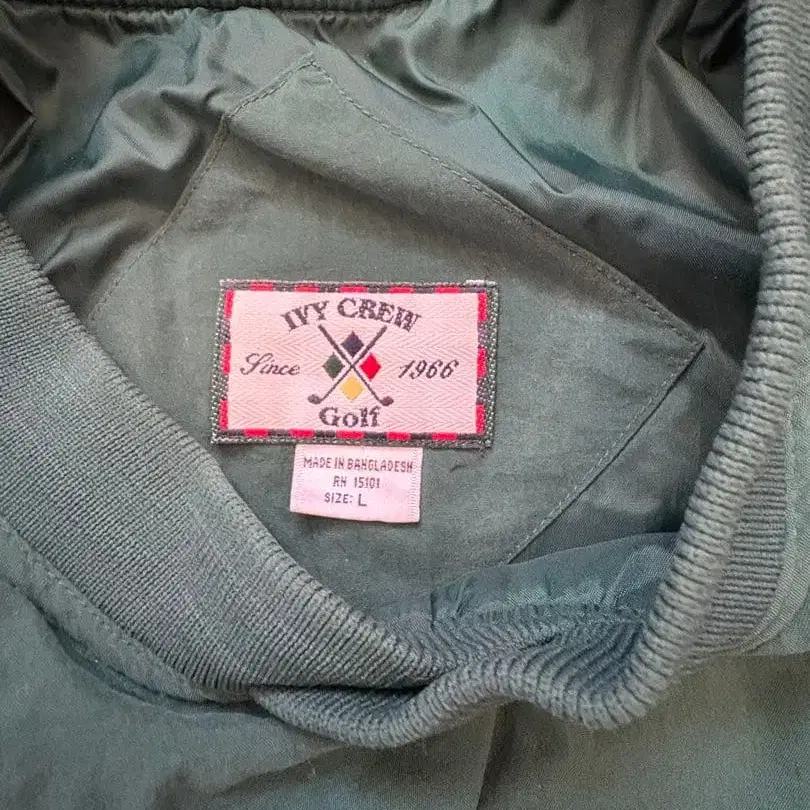 IVY CREW
Since 1966
Golf
MADE IN BANGLADESH
RN 15101
SIZE: L